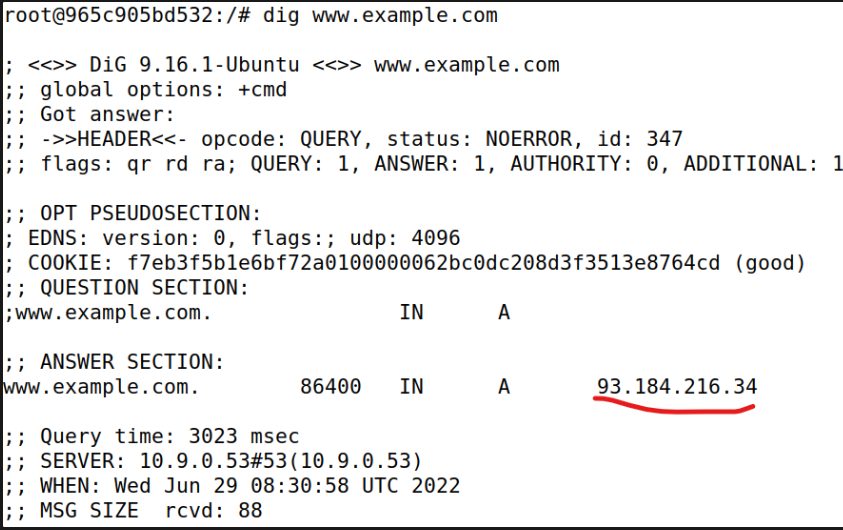 root@965c905bd532:/# dig www.example.com
; <<>> DiG 9.16.1-Ubuntu <<>> www.example.com
;; global options: +cmd
;; Got answer:
;; ->>HEADER<<- opcode: QUERY, status: NOERROR, id: 347
;; flags: qr rd ra; QUERY: 1, ANSWER: 1, AUTHORITY: 0, ADDITIONAL: 1
;; OPT PSEUDOSECTION:
; EDNS: version: 0, flags:; udp: 4096
; COOKIE: f7eb3f5b1e6bf72a0100000062bc0dc208d3f3513e8764cd (good)
;; QUESTION SECTION:
;www.example.com. IN A
;; ANSWER SECTION:
www.example.com. 86400 IN A 93.184.216.34
;; Query time: 3023 msec
;; SERVER: 10.9.0.53#53(10.9.0.53)
;; WHEN: Wed Jun 29 08:30:58 UTC 2022
;; MSG SIZE rcvd: 88